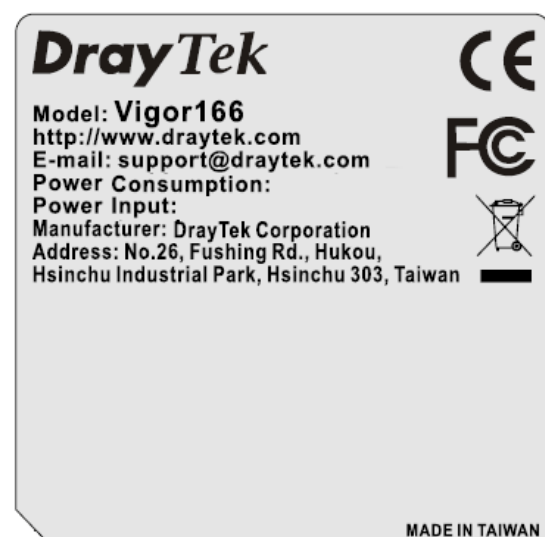 DrayTek
Model: Vigor166
http://www.draytek.com
E-mail: support@draytek.com
Power Consumption:
Power Input:
Manufacturer: DrayTek Corporation
Address: No.26, Fushing Rd., Hukou,
Hsinchu Industrial Park, Hsinchu 303, Taiwan
CE
FC
MADE IN TAIWAN